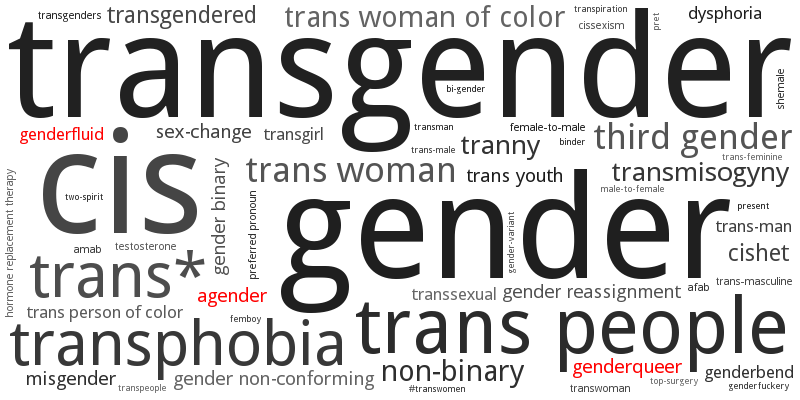 transgenders
transgendered
trans woman of color
transpiration
cissexism
pret
dysphoria
transgender
bi-gender
shemale
genderfluid
sex-change
transgirl
transman
female-to-male
binder
third gender
trans-male
tranny
trans-feminine
cis
two-spirit
gender binary
trans woman
trans youth
transmisogyny
male-to-female
hormone replacement therapy
preferred pronoun
gender
gender-variant
present
trans-man
amab
testosterone
cishet
trans*
agender
transsexual
gender reassignment
afab
trans-masculine
trans person of color
femboy
transphobia
trans people
misgender
transpeople
gender non-conforming
non-binary
#transwomen
genderqueer
transwoman
top-surgery
genderbend
genderfuckery